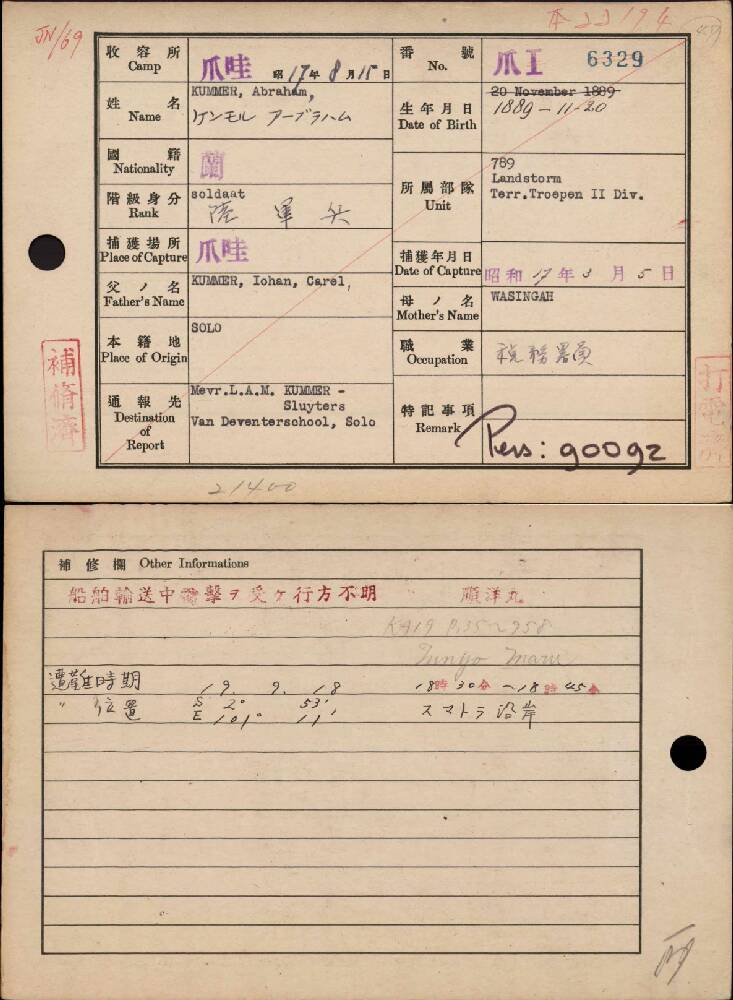 JN/69
本22194
收容所 Camp
爪哇 昭17年8月15日
番號 No.
爪I 6329
姓名 Name
KUMMER, Abraham,
ケンモル アーブラハム
生年月日 Date of Birth
20 November 1889
1889-11-20
國籍 Nationality
蘭
階級身分 Rank
soldaat
陸軍兵
所屬部隊 Unit
789
Landstorm
Terr.Troepen II Div.
捕獲場所 Place of Capture
爪哇
捕獲年月日 Date of Capture
昭和17年3月5日
父ノ名 Father's Name
KUMMER, Iohan, Carel,
母ノ名 Mother's Name
WASINGAH
本籍地 Place of Origin
SOLO
職業 Occupation
税務署員
通報先 Destination of Report
Mevr.L.A.M. KUMMER -
Sluyters
Van Deventerschool, Solo
特記事項 Remark
Pers: 90092
補脩濟
打電濟
21400
補修欄 Other Informations
船舶輸送中雷擊ヲ受ケ行方不明 順洋丸
Junyo Maru
遭難時期 19. 9. 18 18時30分~18時45分
〃 位置 S 2° 53'
E 101° 11' スマトラ沿岸